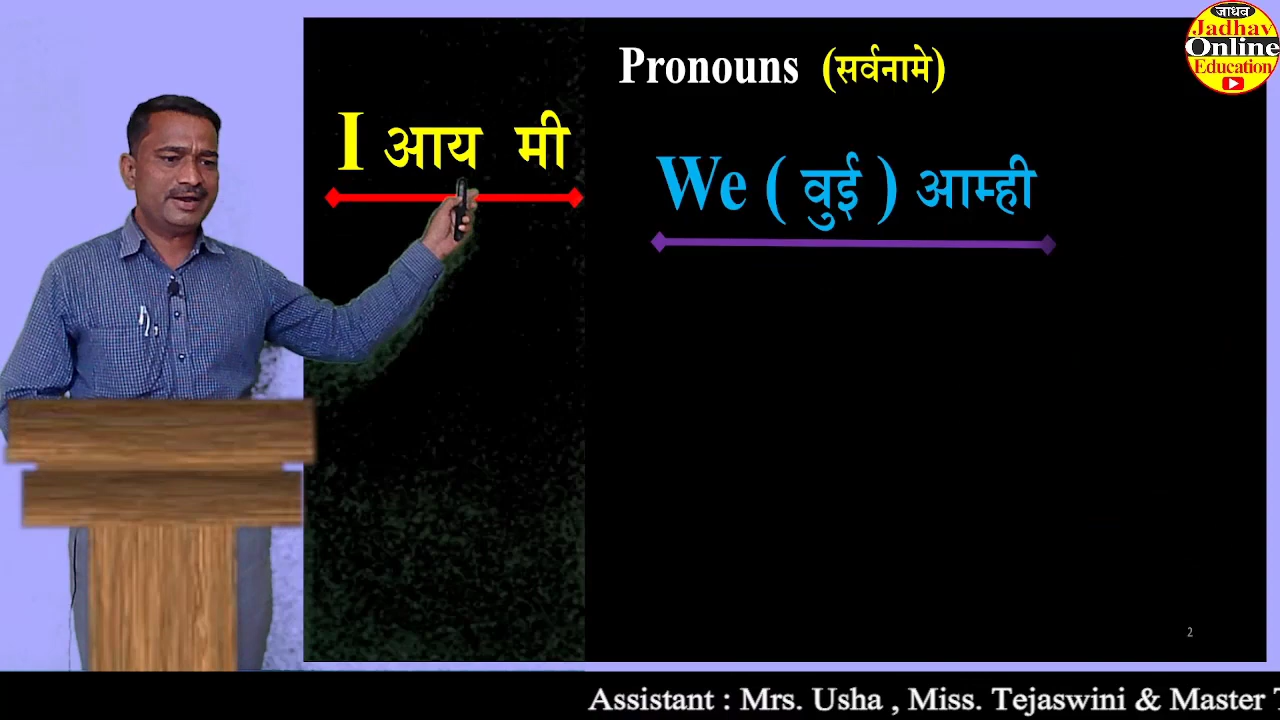 Pronouns (सर्वनामे)
I आय मी
We ( वुई ) आम्ही
जाधव
Jadhav
Online
Education
2
Assistant : Mrs. Usha , Miss. Tejaswini & Master